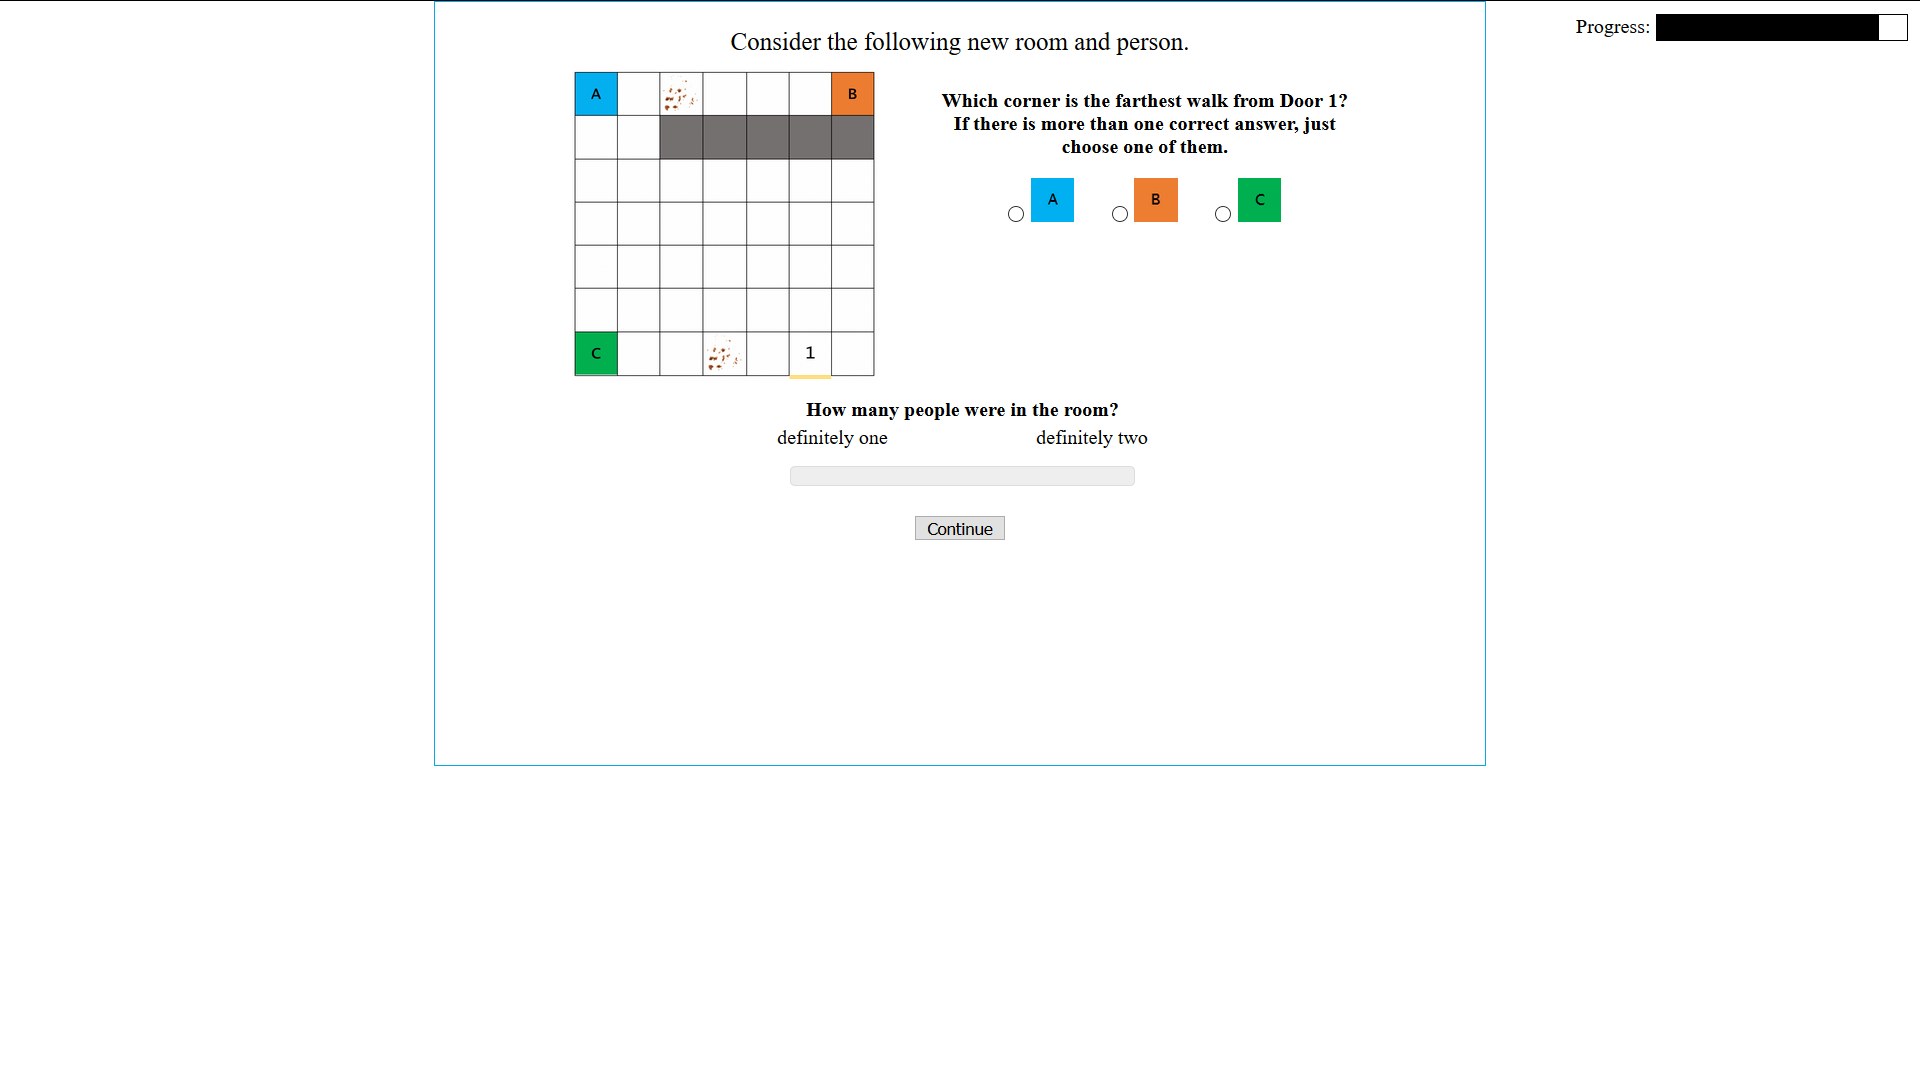 Progress:
Consider the following new room and person.
A
B
Which corner is the farthest walk from Door 1?
If there is more than one correct answer, just
choose one of them.
A
B
C
C
1
How many people were in the room?
definitely one
definitely two
Continue